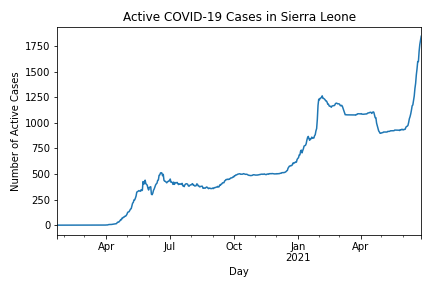 Active COVID-19 Cases in Sierra Leone
Number of Active Cases
1750
1500
1250
1000
750
500
250
0
Apr
Jul
Oct
Jan
2021
Apr
Day